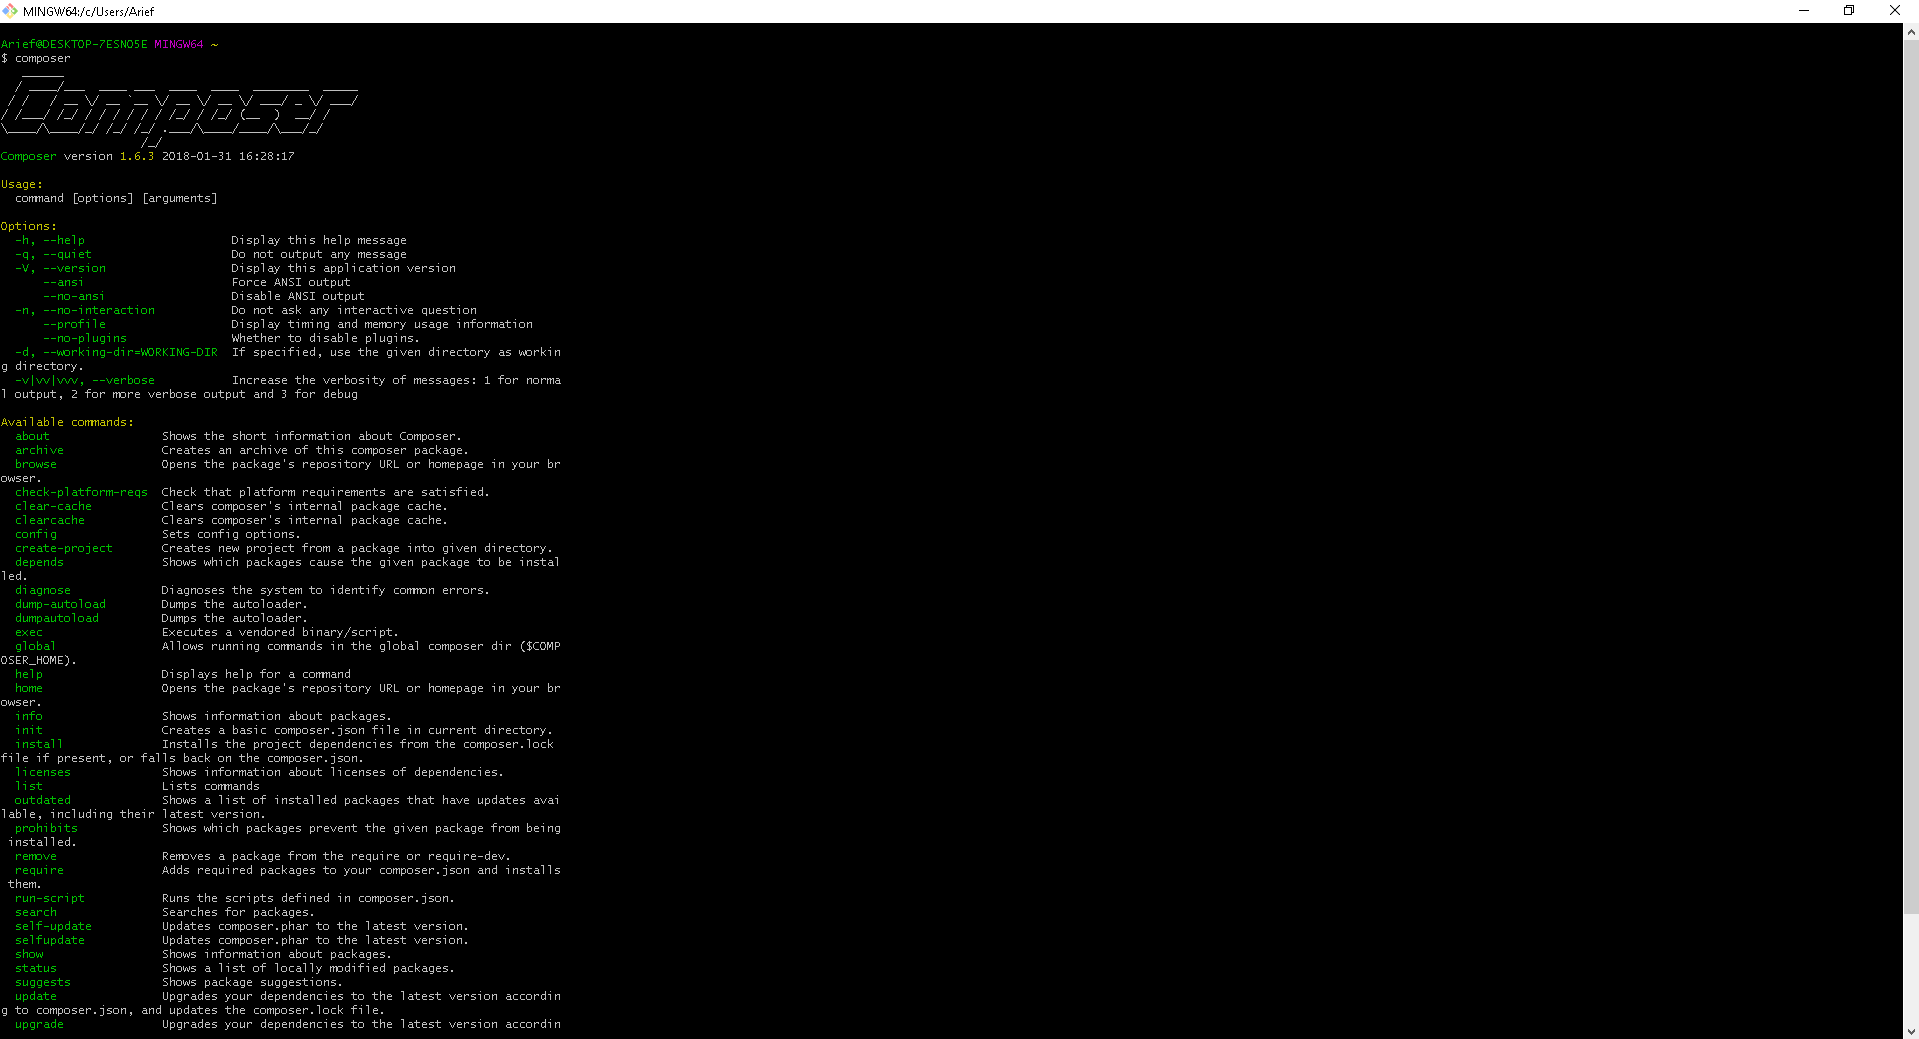 MINGW64:/c/Users/Arief
Arief@DESKTOP-7ESNO5E MINGW64 ~
$ composer
Composer
Composer version 1.6.3 2018-01-31 16:28:17
Usage:
command [options] [arguments]
Options:
-h, --help Display this help message
-q, --quiet Do not output any message
-V, --version Display this application version
--ansi Force ANSI output
--no-ansi Disable ANSI output
-n, --no-interaction Do not ask any interactive question
--profile Display timing and memory usage information
--no-plugins Whether to disable plugins.
-d, --working-dir=WORKING-DIR If specified, use the given directory as workin
g directory.
-v|vv|vvv, --verbose Increase the verbosity of messages: 1 for norma
l output, 2 for more verbose output and 3 for debug
Available commands:
about Shows the short information about Composer.
archive Creates an archive of this composer package.
browse Opens the package's repository URL or homepage in your br
owser.
check-platform-reqs Check that platform requirements are satisfied.
clear-cache Clears composer's internal package cache.
clearcache Clears composer's internal package cache.
config Sets config options.
create-project Creates new project from a package into given directory.
depends Shows which packages cause the given package to be instal
led.
diagnose Diagnoses the system to identify common errors.
dump-autoload Dumps the autoloader.
dumpautoload Dumps the autoloader.
exec Executes a vendored binary/script.
global Allows running commands in the global composer dir ($COMP
OSER_HOME).
help Displays help for a command
home Opens the package's repository URL or homepage in your br
owser.
info Shows information about packages.
init Creates a basic composer.json file in current directory.
install Installs the project dependencies from the composer.lock
file if present, or falls back on the composer.json.
licenses Shows information about licenses of dependencies.
list Lists commands
outdated Shows a list of installed packages that have updates avai
lable, including their latest version.
prohibits Shows which packages prevent the given package from being
installed.
remove Removes a package from the require or require-dev.
require Adds required packages to your composer.json and installs
them.
run-script Runs the scripts defined in composer.json.
search Searches for packages.
self-update Updates composer.phar to the latest version.
selfupdate Updates composer.phar to the latest version.
show Shows information about packages.
status Shows a list of locally modified packages.
suggests Shows package suggestions.
update Upgrades your dependencies to the latest version accordin
g to composer.json, and updates the composer.lock file.
upgrade Upgrades your dependencies to the latest version accordin